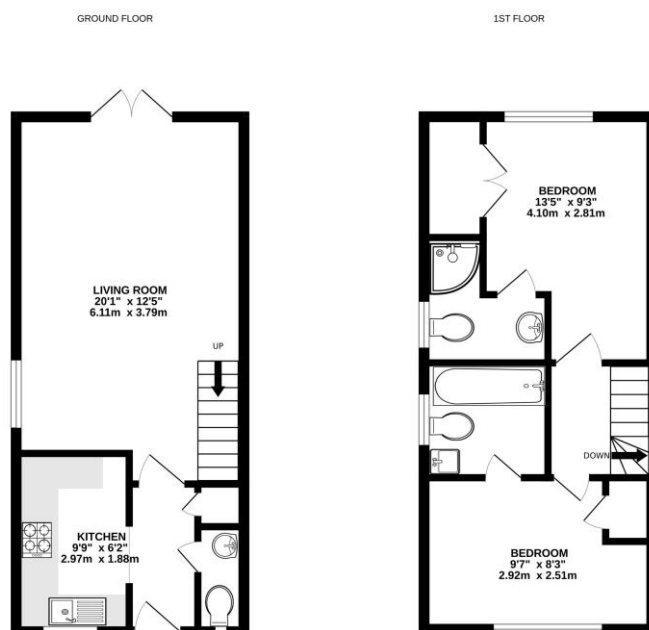 GROUND FLOOR
1ST FLOOR
LIVING ROOM
20'1" x 12'5"
6.11m x 3.79m
UP
KITCHEN
9'9" x 6'2"
2.97m x 1.88m
BEDROOM
13'5" x 9'3"
4.10m x 2.81m
DOWN
BEDROOM
9'7" x 8'3"
2.92m x 2.51m